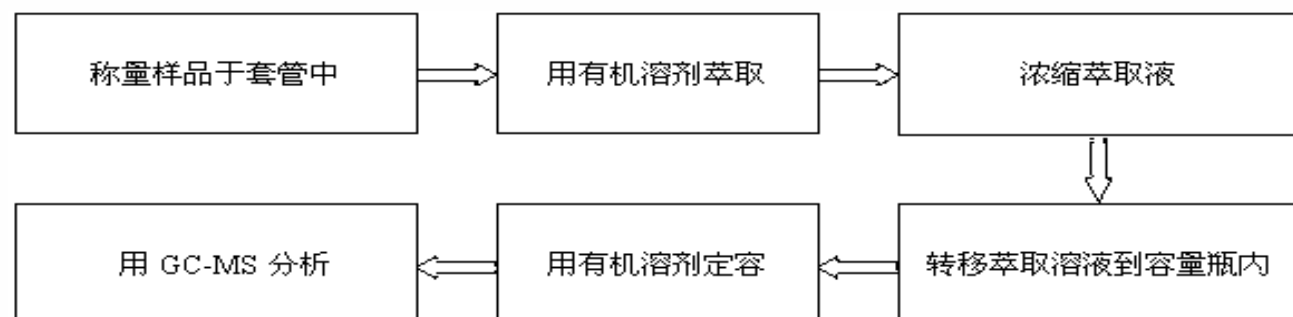 称量样品于套管中
用有机溶剂萃取
浓缩萃取液
转移萃取溶液到容量瓶内
用有机溶剂定容
用 GC-MS 分析